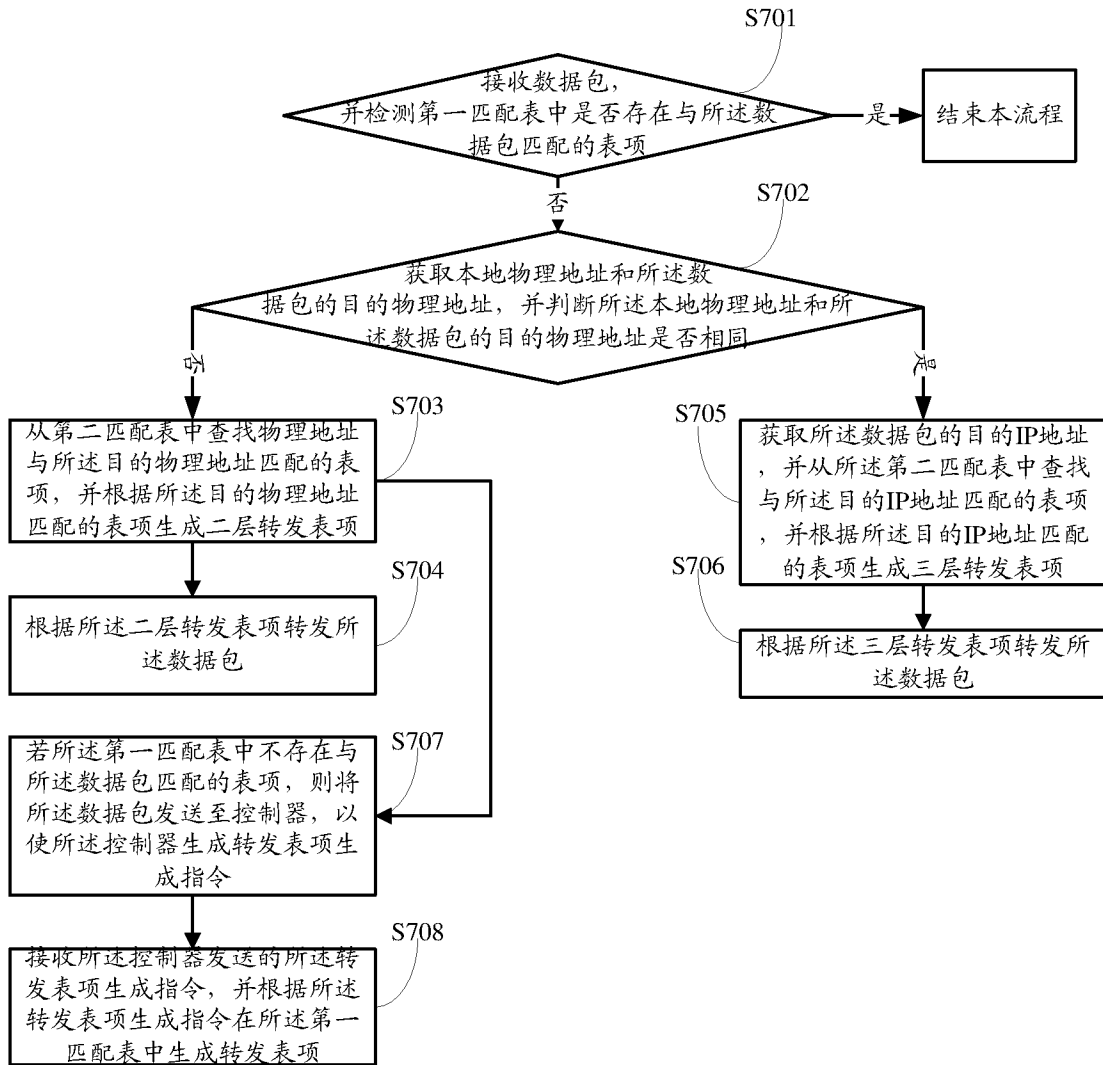 S701
接收数据包,
并检测第一匹配表中是否存在与所述数
据包匹配的表项
是
结束本流程
否
S702
获取本地物理地址和所述数
据包的目的物理地址，并判断所述本地物理地址和所
述数据包的目的物理地址是否相同
否
是
S703
从第二匹配表中查找物理地址
与所述目的物理地址匹配的表
项，并根据所述目的物理地址
匹配的表项生成二层转发表项
S705
获取所述数据包的目的IP地址
，并从所述第二匹配表中查找
与所述目的IP地址匹配的表项
，并根据所述目的IP地址匹配
的表项生成三层转发表项
S704
根据所述二层转发表项转发所
述数据包
S706
根据所述三层转发表项转发所
述数据包
S707
若所述第一匹配表中不存在与
所述数据包匹配的表项，则将
所述数据包发送至控制器，以
使所述控制器生成转发表项生
成指令
S708
接收所述控制器发送的所述转
发表项生成指令，并根据所述
转发表项生成指令在所述第一
匹配表中生成转发表项